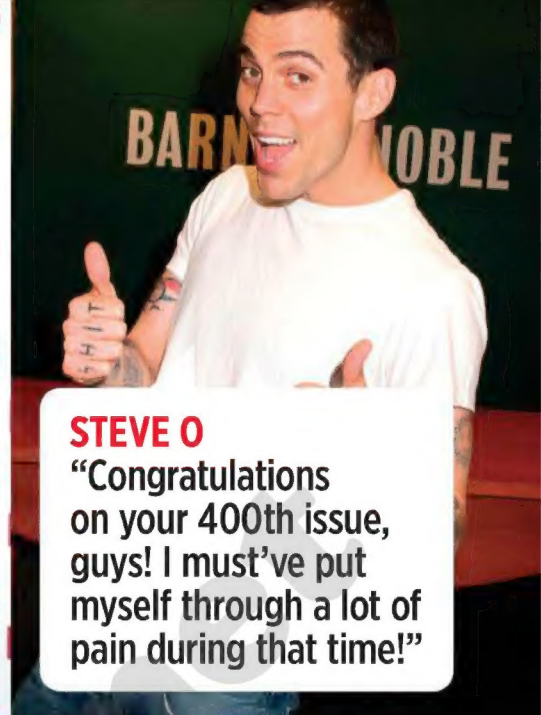 BARN NOBLE
SHIT
STEVE O
“Congratulations
on your 400th issue,
guys! I must’ve put
myself through a lot of
pain during that time!”